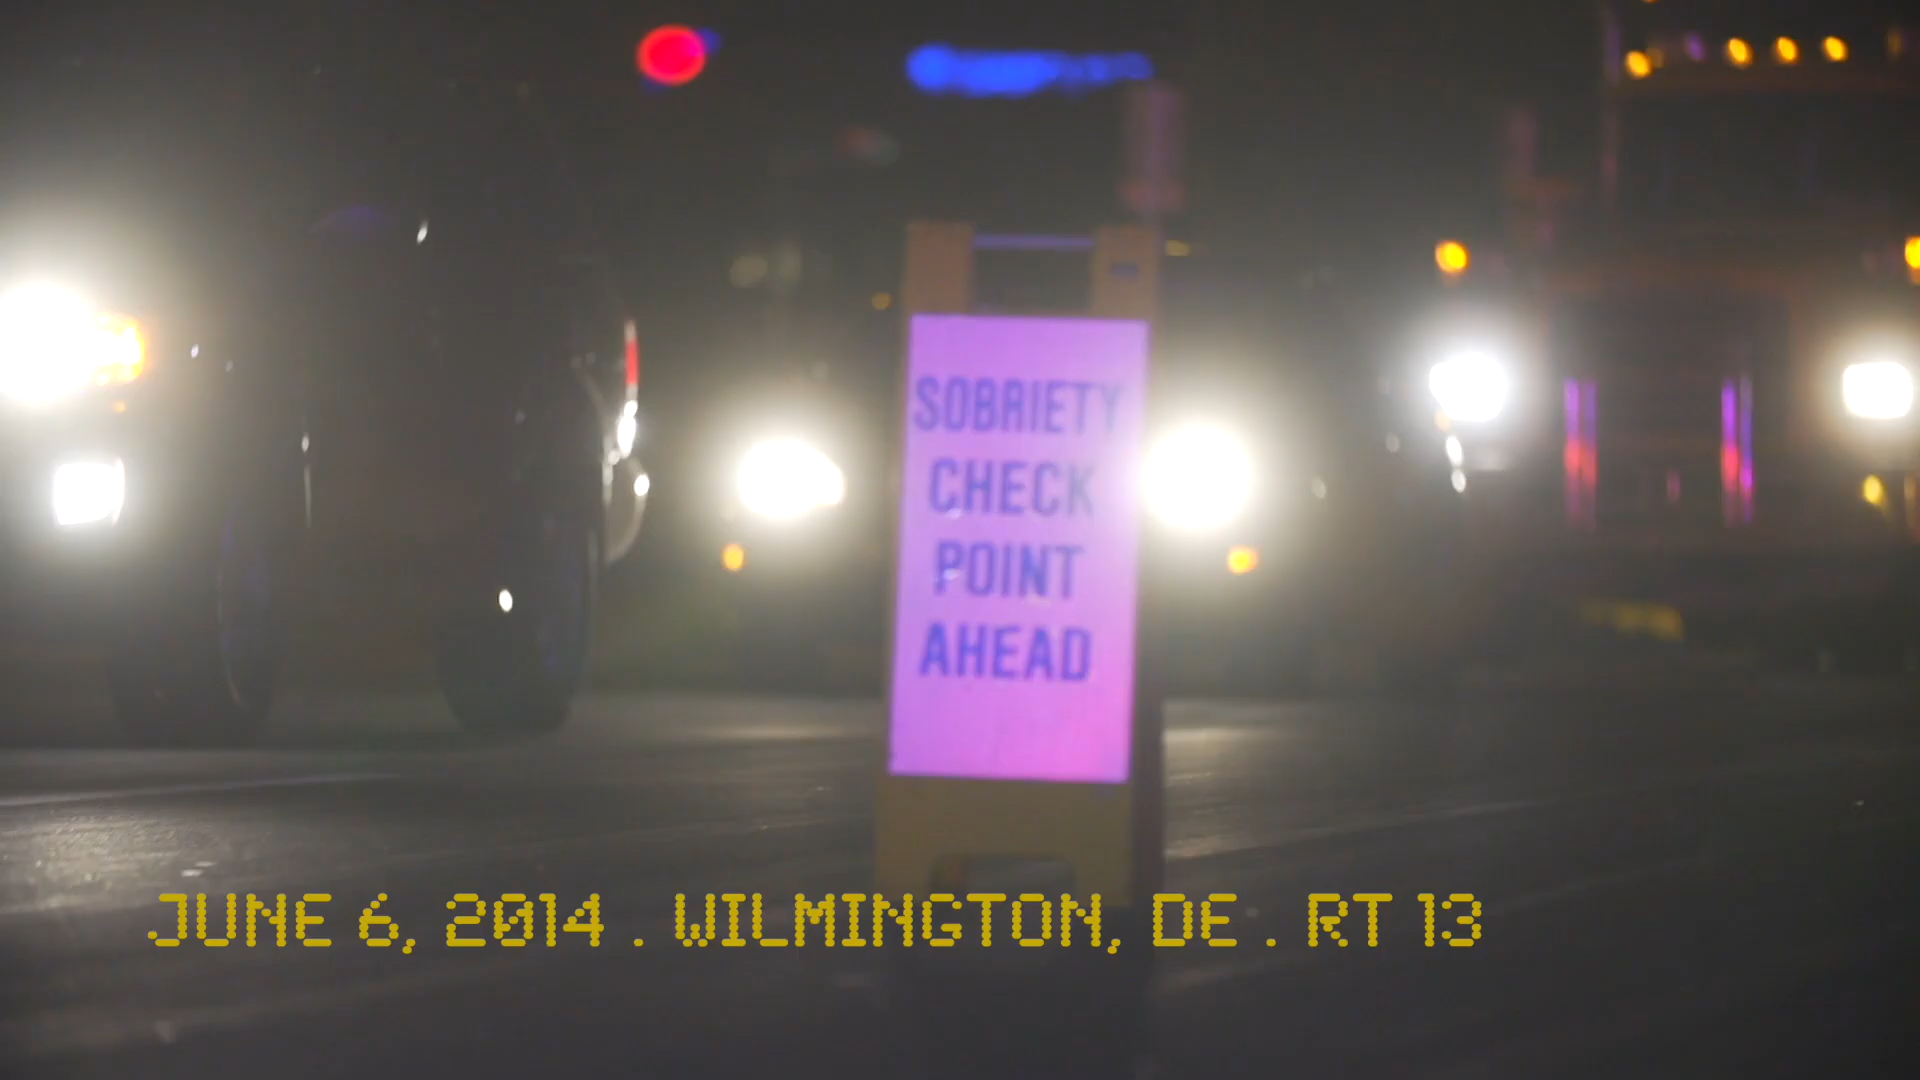 SOBRIETY
CHECK
POINT
AHEAD
JUNE 6, 2014 . WILMINGTON, DE . RT 13